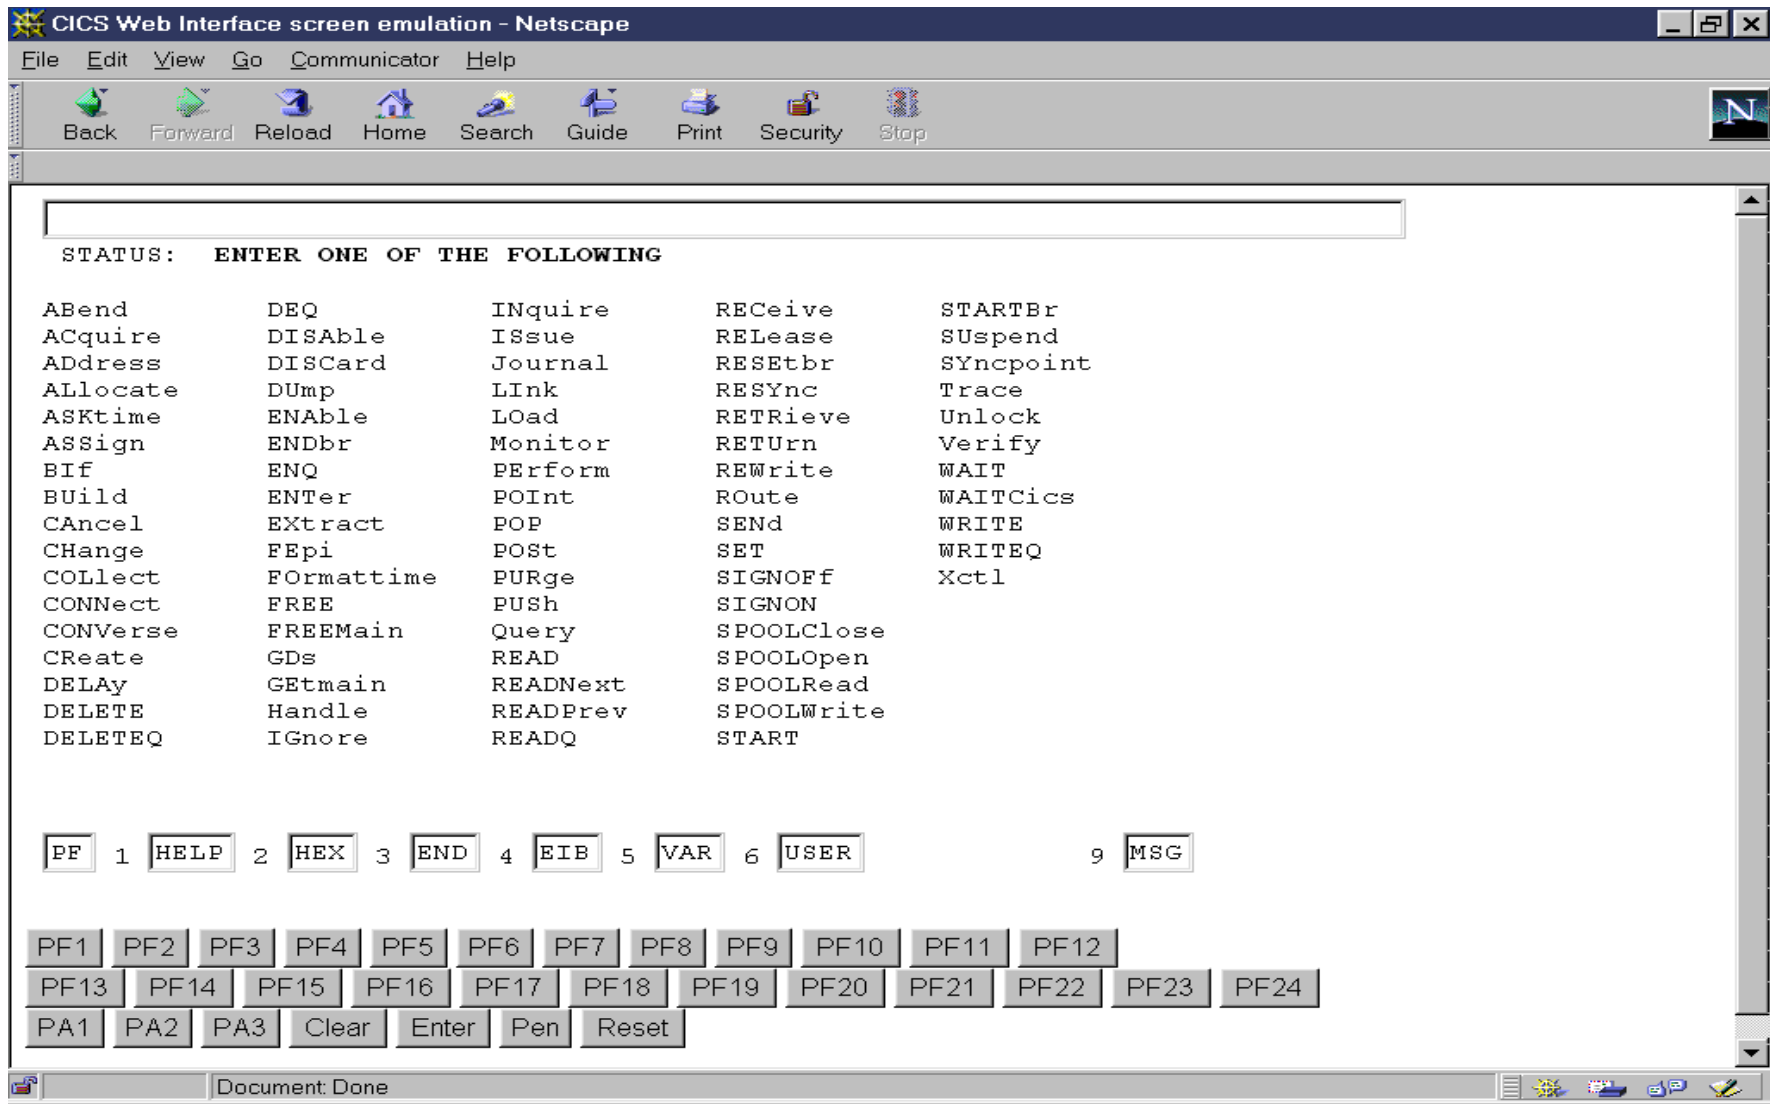 CICS Web Interface screen emulation - Netscape
File Edit View Go Communicator Help
Back Forward Reload Home Search Guide Print Security Stop
N
STATUS: ENTER ONE OF THE FOLLOWING
ABend DEQ INquire RECeive STARTBr
ACquire DISAble ISsue RELease SUspend
ADdress DISCard Journal RESEtbr SYncpoint
ALlocate DUmp LInk RESYnc Trace
ASKtime ENAble LOad RETRieve Unlock
ASSign ENDbr Monitor RETUrn Verify
BIf ENQ PErform REWrite WAIT
BUild ENTer POInt ROute WAITCics
CAncel EXtract POP SENd WRITE
CHange FEpi POSt SET WRITEQ
COLlect FOrmattime PURge SIGNOFf Xctl
CONNect FREE PUSh SIGNON
CONVerse FREEMain Query SPOOLClose
CReate GDs READ SPOOLOpen
DELAy GEtmain READNext SPOOLRead
DELETE Handle READPrev SPOOLWrite
DELETEQ IGnore READQ START
PF 1 HELP 2 HEX 3 END 4 EIB 5 VAR 6 USER 9 MSG
PF1 PF2 PF3 PF4 PF5 PF6 PF7 PF8 PF9 PF10 PF11 PF12
PF13 PF14 PF15 PF16 PF17 PF18 PF19 PF20 PF21 PF22 PF23 PF24
PA1 PA2 PA3 Clear Enter Pen Reset
Document: Done